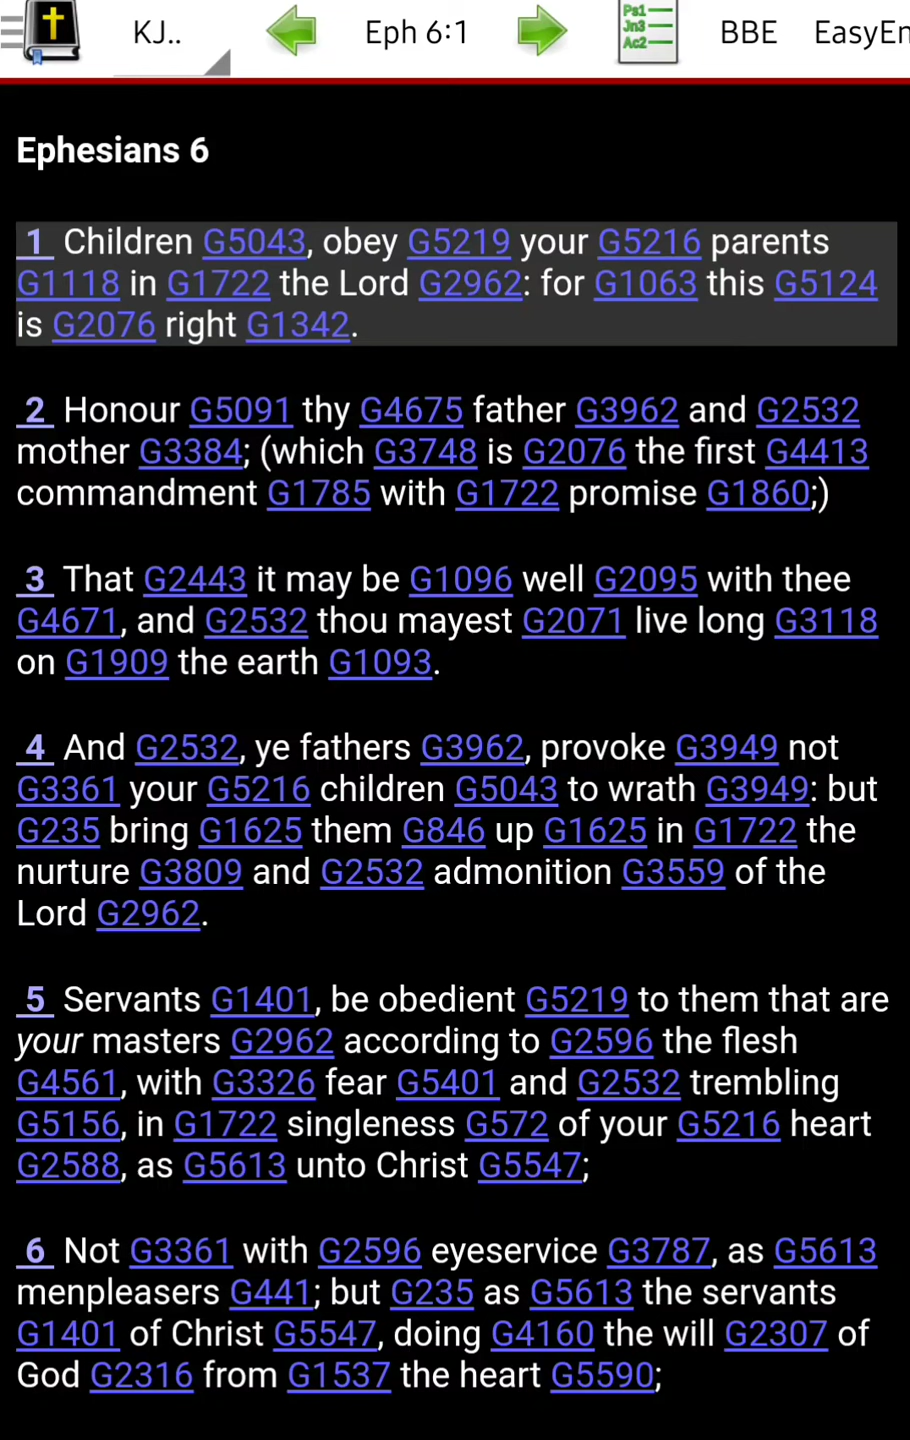 KJ.. Eph 6:1 Ps1 Jn3 Ac2 BBE EasyEn
Ephesians 6
1 Children G5043, obey G5219 your G5216 parents
G1118 in G1722 the Lord G2962: for G1063 this G5124
is G2076 right G1342.
2 Honour G5091 thy G4675 father G3962 and G2532
mother G3384; (which G3748 is G2076 the first G4413
commandment G1785 with G1722 promise G1860;)
3 That G2443 it may be G1096 well G2095 with thee
G4671, and G2532 thou mayest G2071 live long G3118
on G1909 the earth G1093.
4 And G2532, ye fathers G3962, provoke G3949 not
G3361 your G5216 children G5043 to wrath G3949: but
G235 bring G1625 them G846 up G1625 in G1722 the
nurture G3809 and G2532 admonition G3559 of the
Lord G2962.
5 Servants G1401, be obedient G5219 to them that are
your masters G2962 according to G2596 the flesh
G4561, with G3326 fear G5401 and G2532 trembling
G5156, in G1722 singleness G572 of your G5216 heart
G2588, as G5613 unto Christ G5547;
6 Not G3361 with G2596 eyeservice G3787, as G5613
menpleasers G441; but G235 as G5613 the servants
G1401 of Christ G5547, doing G4160 the will G2307 of
God G2316 from G1537 the heart G5590;